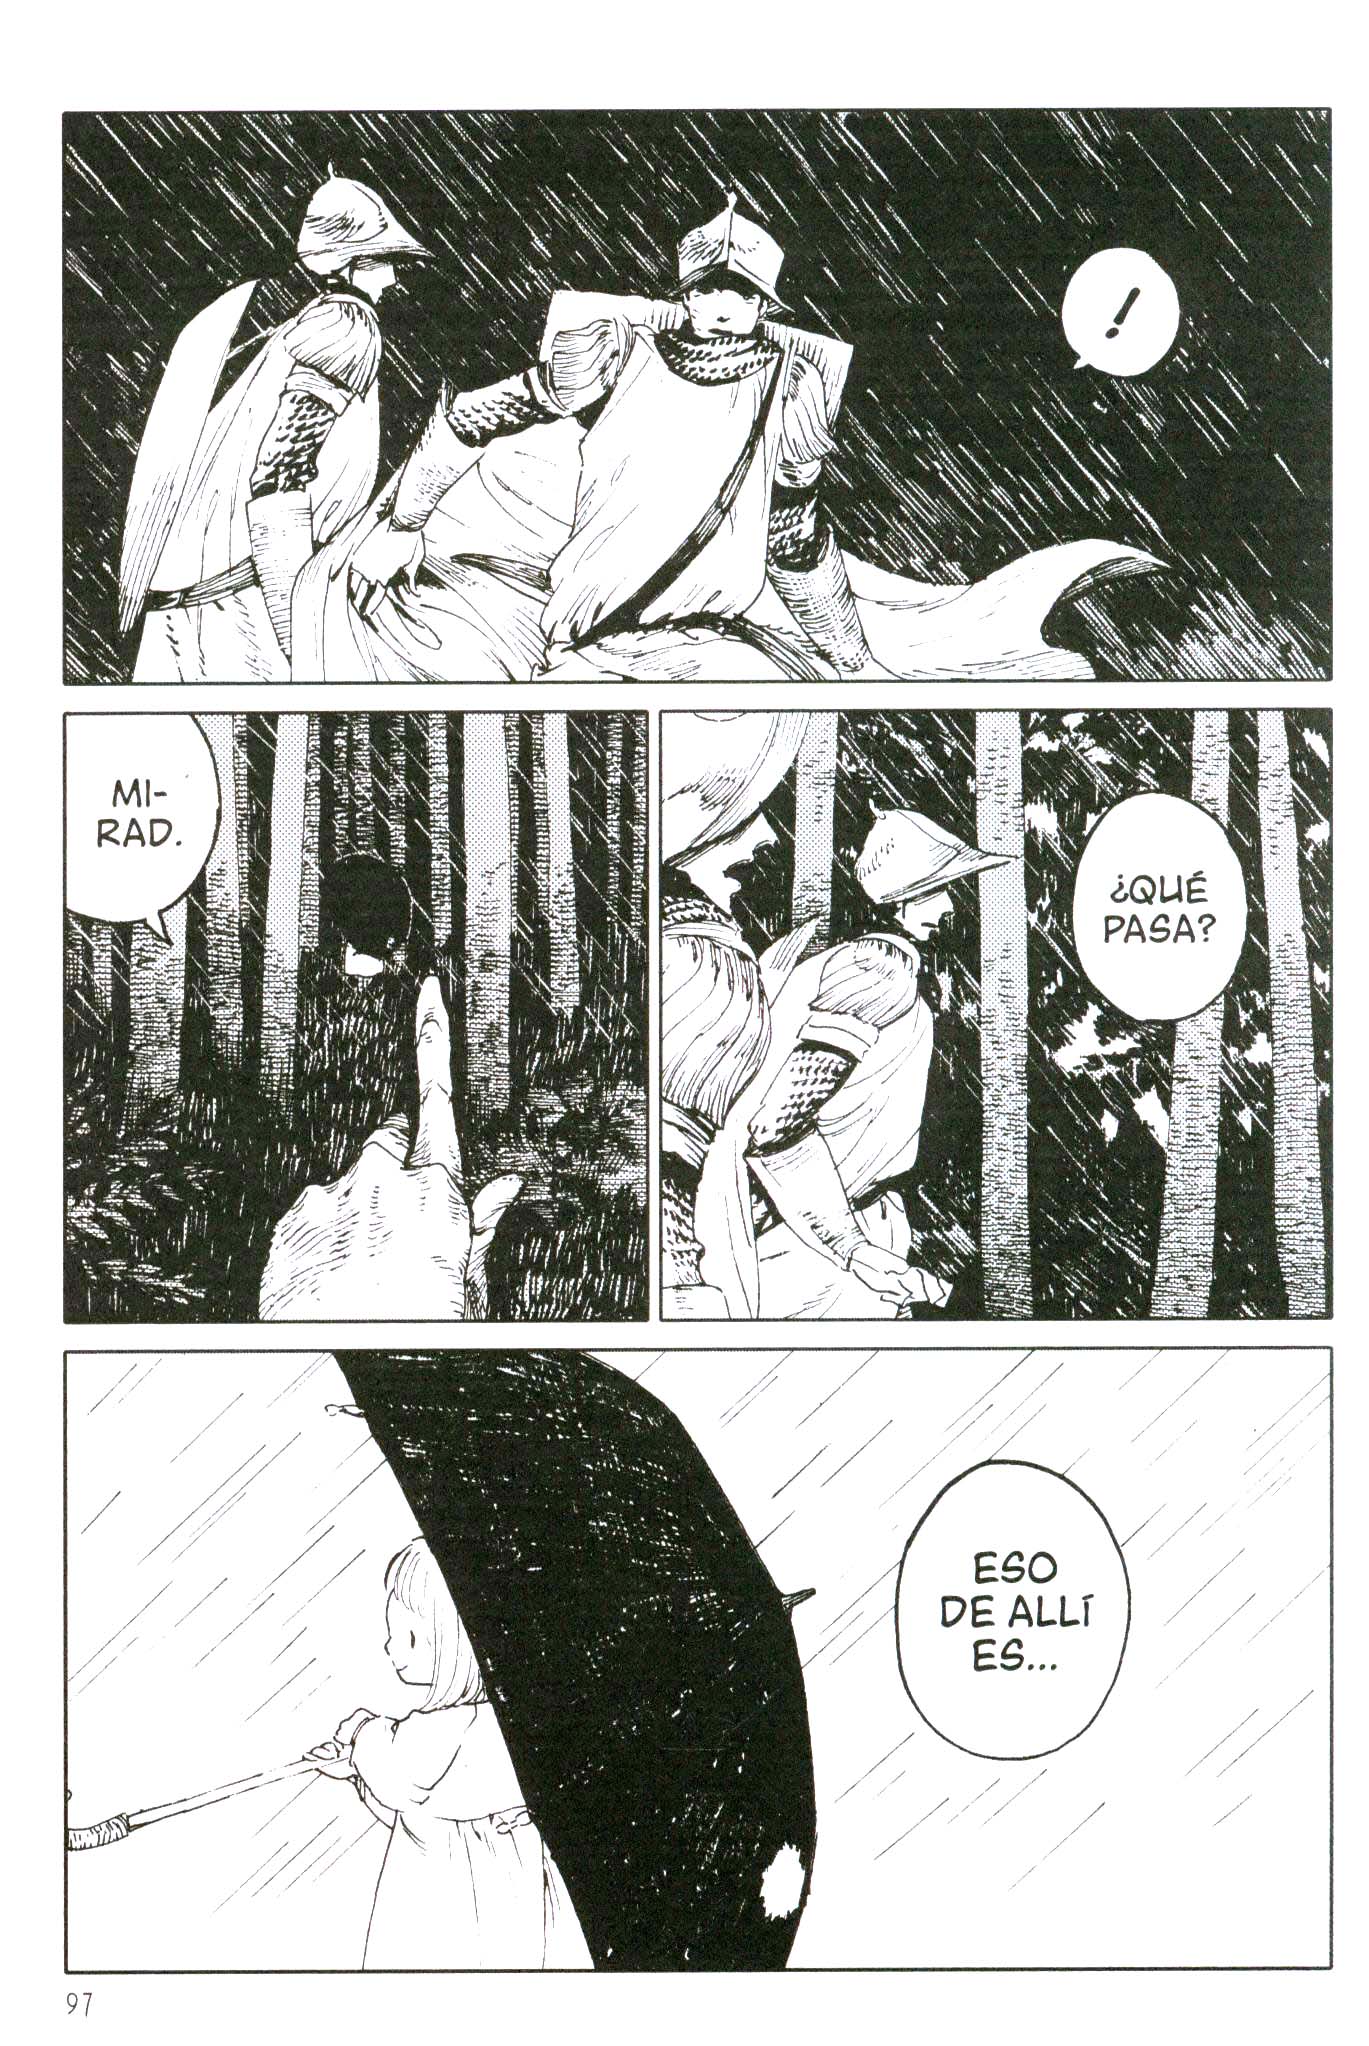 !
¿QUÉ
PASA?
MI-
RAD.
ESO
DE ALLÍ
ES...
97